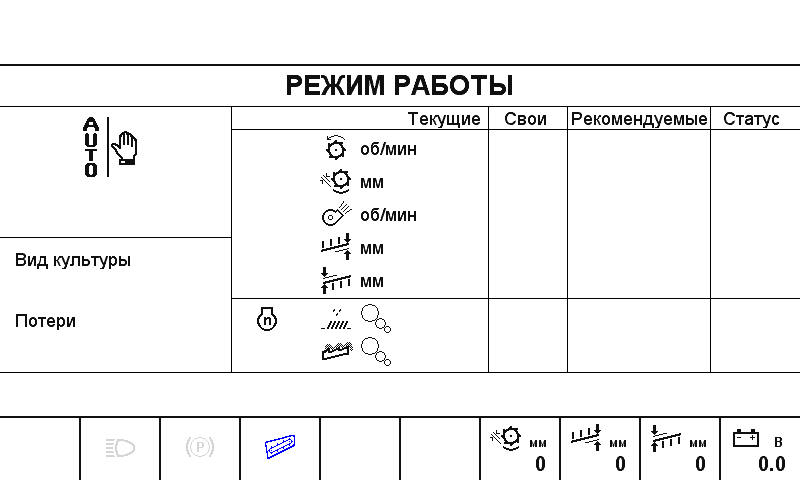 РЕЖИМ РАБОТЫ
Текущие Свои Рекомендуемые Статус
AUTO
об/мин
мм
об/мин
мм
мм
Вид культуры
Потери
n
(P)
мм
0
мм
0
мм
0
В
0.0